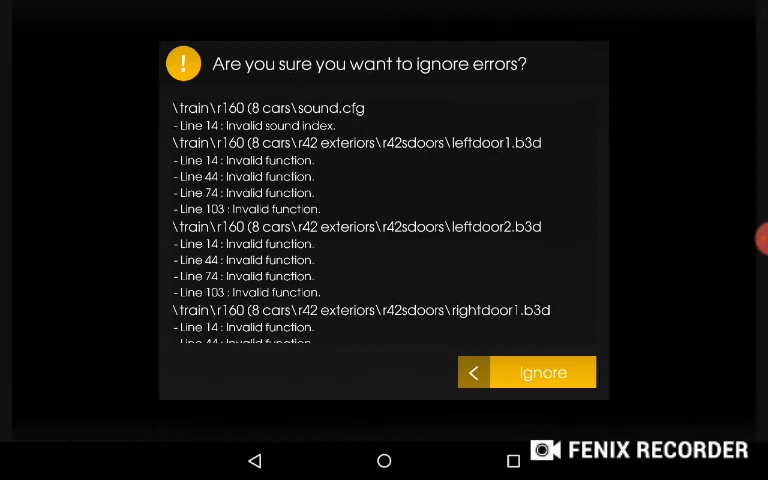 ! Are you sure you want to ignore errors?
\train\r160 (8 cars\sound.cfg
- Line 14 : Invalid sound index.
\train\r160 (8 cars\r42 exteriors\r42sdoors\leftdoor1.b3d
- Line 14 : Invalid function.
- Line 44 : Invalid function.
- Line 74 : Invalid function.
- Line 103 : Invalid function.
\train\r160 (8 cars\r42 exteriors\r42sdoors\leftdoor2.b3d
- Line 14 : Invalid function.
- Line 44 : Invalid function.
- Line 74 : Invalid function.
- Line 103 : Invalid function.
\train\r160 (8 cars\r42 exteriors\r42sdoors\rightdoor1.b3d
- Line 14 : Invalid function.
- Line 44 : Invalid function.
< Ignore
FENIX RECORDER